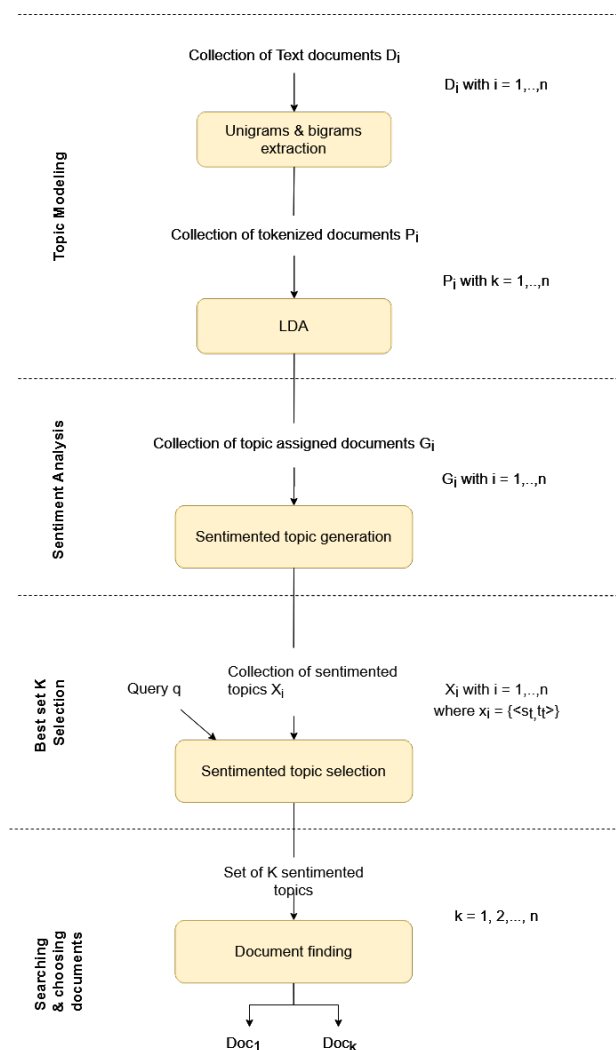 Collection of Text documents Di
Di with i = 1,..,n
Unigrams & bigrams
extraction
Topic Modeling
Collection of tokenized documents Pi
Pi with k = 1,..,n
LDA
Collection of topic assigned documents Gi
Gi with i = 1,..,n
Sentiment Analysis
Sentimented topic generation
Collection of sentimented
topics Xi
Query q
Xi with i = 1,..,n
where xi = {<st,tt>}
Best set K
Selection
Sentimented topic selection
Set of K sentimented
topics
k = 1, 2,..., n
Document finding
Searching
& choosing
documents
Doc1
Dock